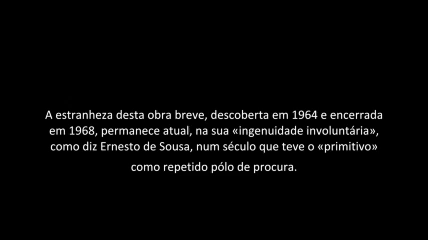 A estranheza desta obra breve, descoberta em 1964 e encerrada
em 1968, permanece atual, na sua «ingenuidade involuntária»,
como diz Ernesto de Sousa, num século que teve o «primitivo»
como repetido pólo de procura.